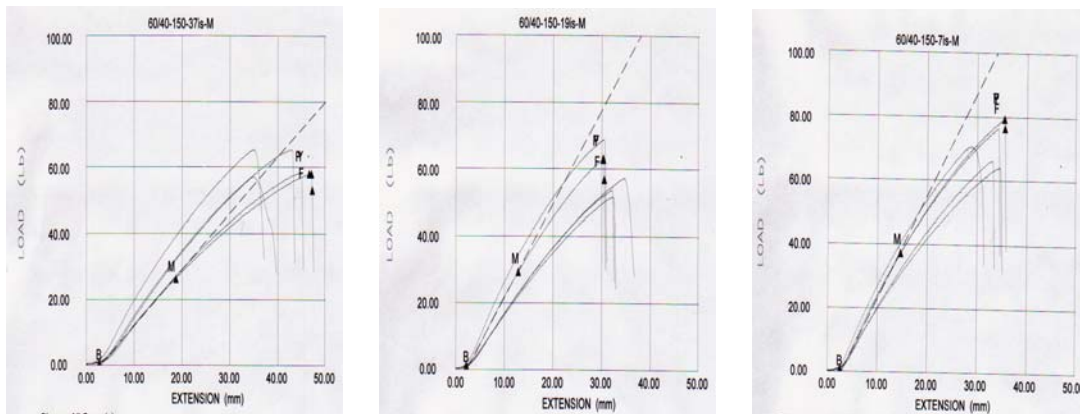 60/40-150-37is-M
100.00
80.00
60.00
40.00
20.00
0.00
LOAD (Lb)
B
M
F
0.00 10.00 20.00 30.00 40.00 50.00
EXTENSION (mm)
60/40-150-19is-M
100.00
80.00
60.00
40.00
20.00
0.00
LOAD (Lb)
B
M
F
0.00 10.00 20.00 30.00 40.00 50.0
EXTENSION (mm)
60/40-150-7is-M
100.00
80.00
60.00
40.00
20.00
0.00
LOAD (Lb)
B
M
F
0.00 10.00 20.00 30.00 40.00 50.0
EXTENSION (mm)